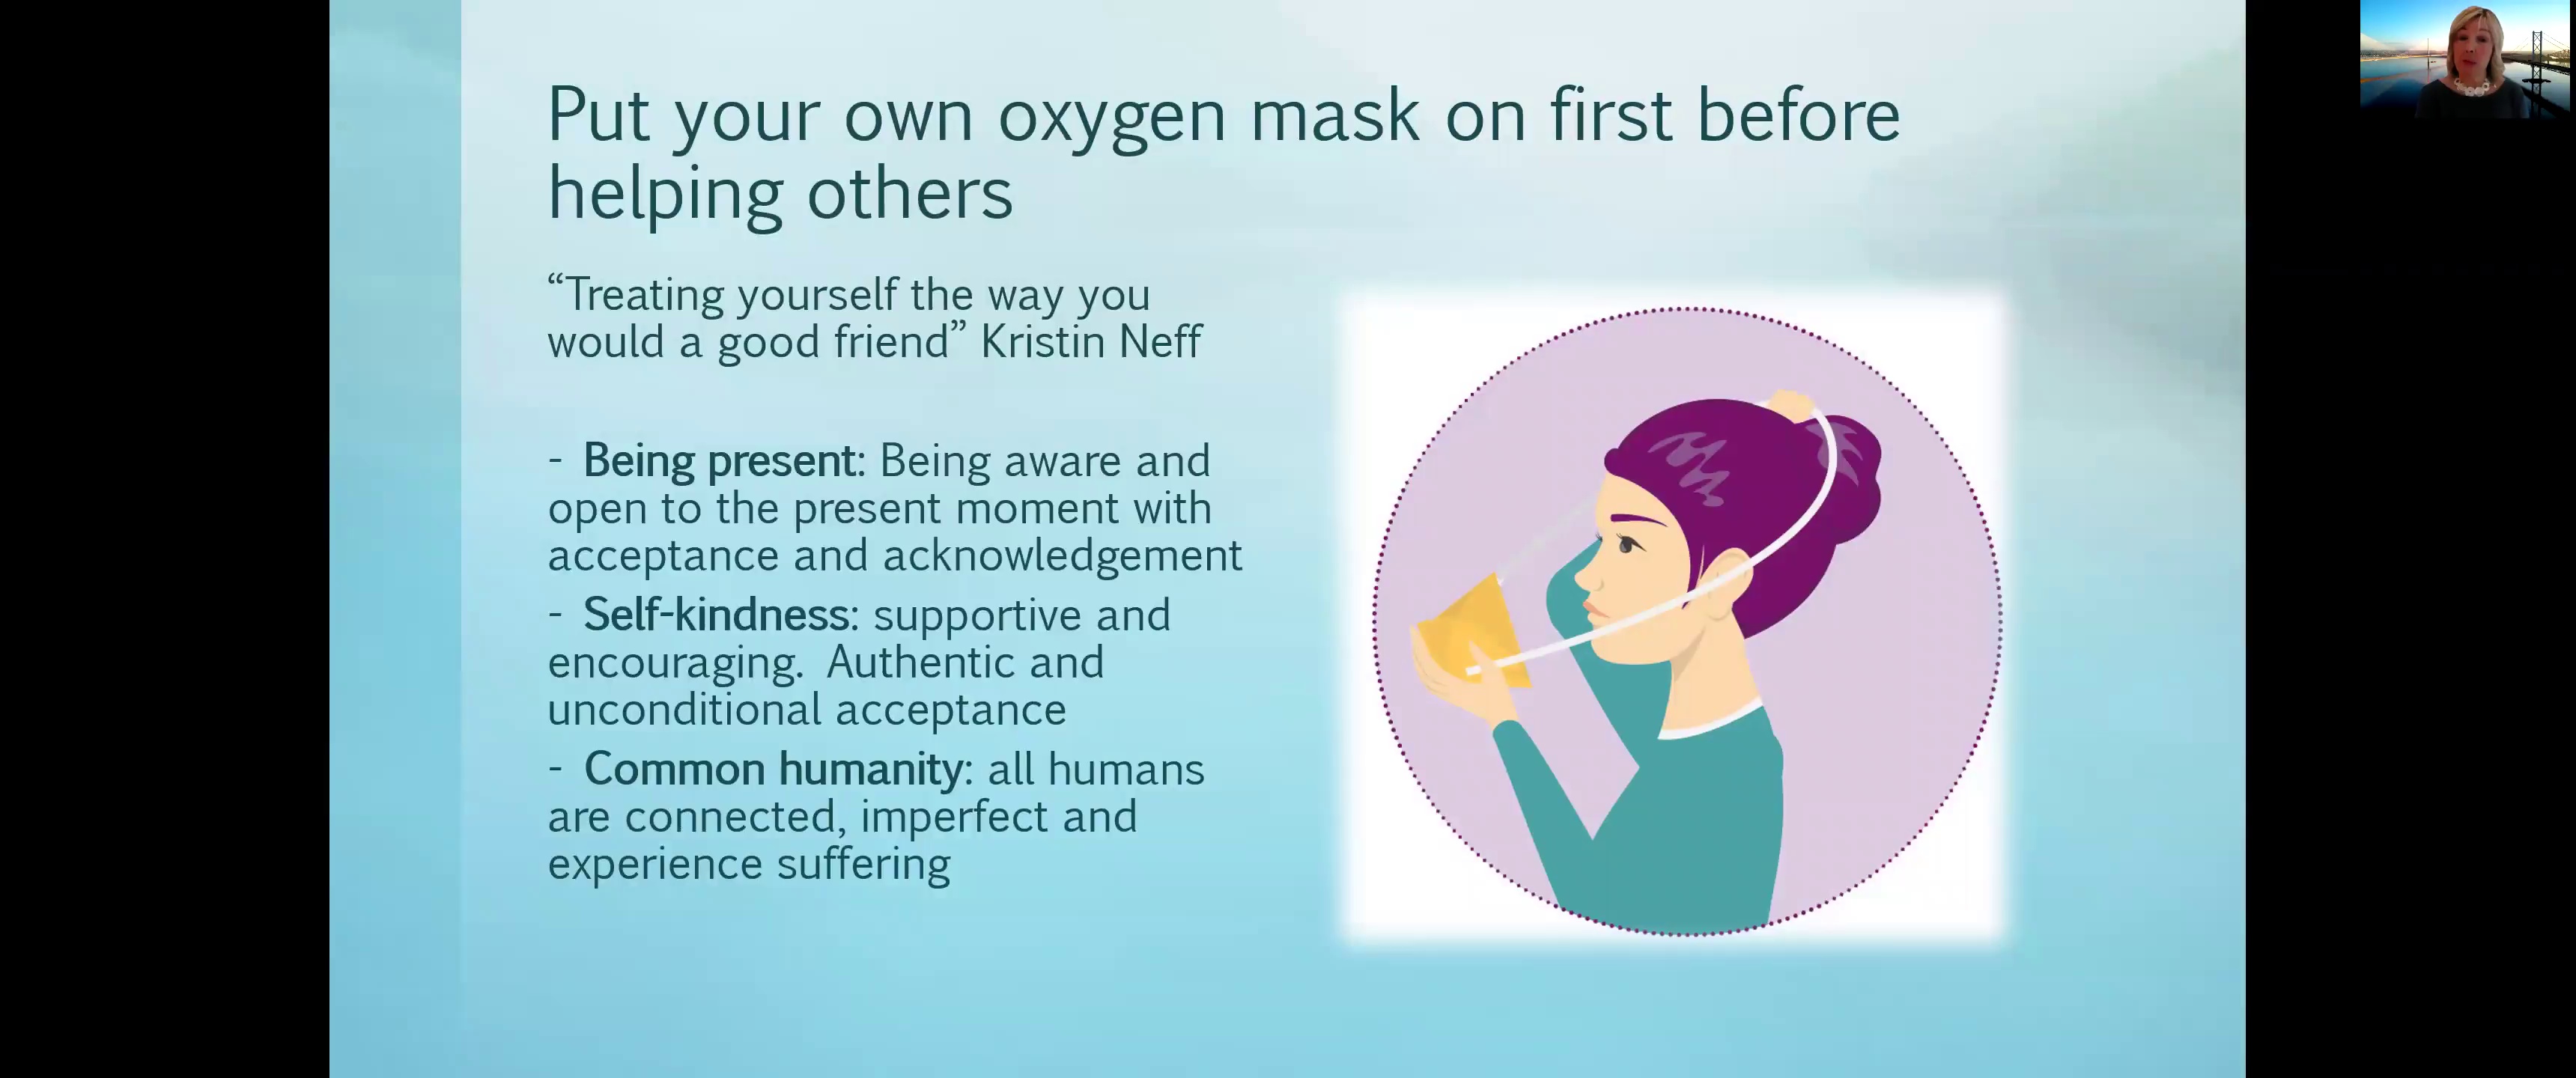 Put your own oxygen mask on first before
helping others
“Treating yourself the way you
would a good friend” Kristin Neff
- Being present: Being aware and
open to the present moment with
acceptance and acknowledgement
- Self-kindness: supportive and
encouraging.  Authentic and
unconditional acceptance
- Common humanity: all humans
are connected, imperfect and
experience suffering